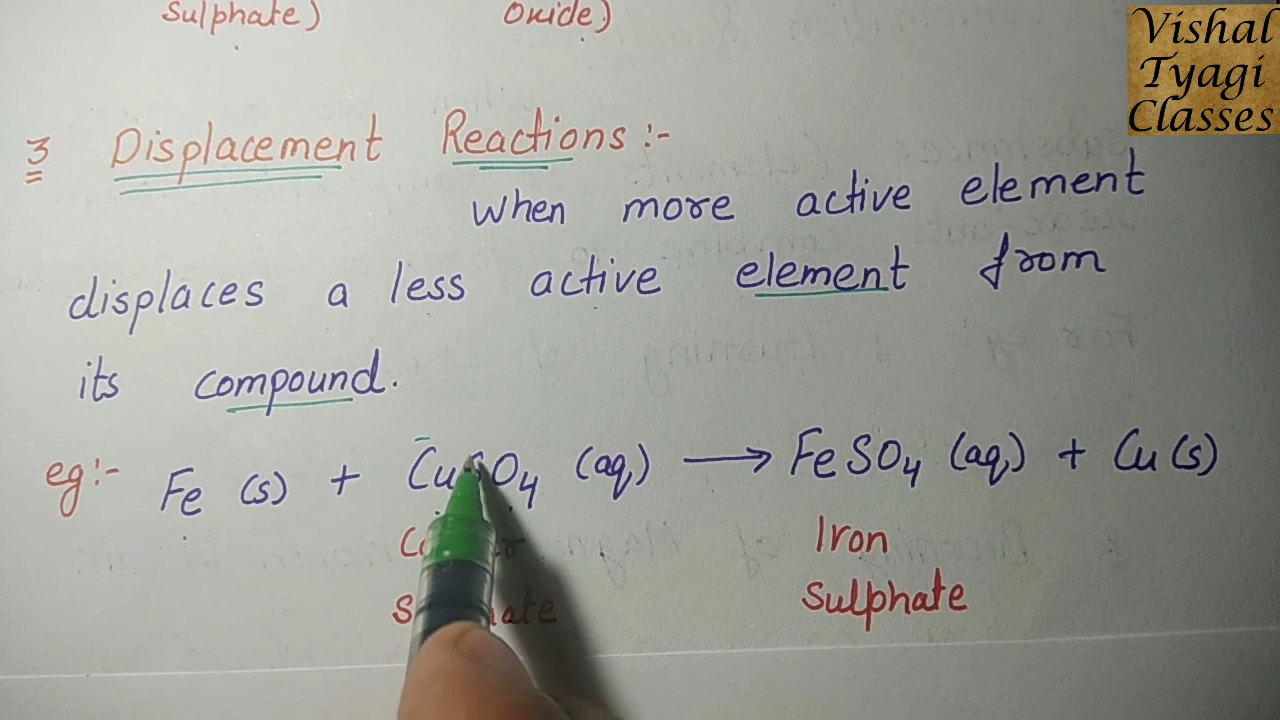 Sulphate) Oxide)
Vishal
Tyagi
Classes
3 Displacement Reactions :-
When more active element
displaces a less active element from
its compound.
eg:- Fe (s) + CuSO4 (aq) → FeSO4 (aq) + Cu (s)
Iron
Sulphate